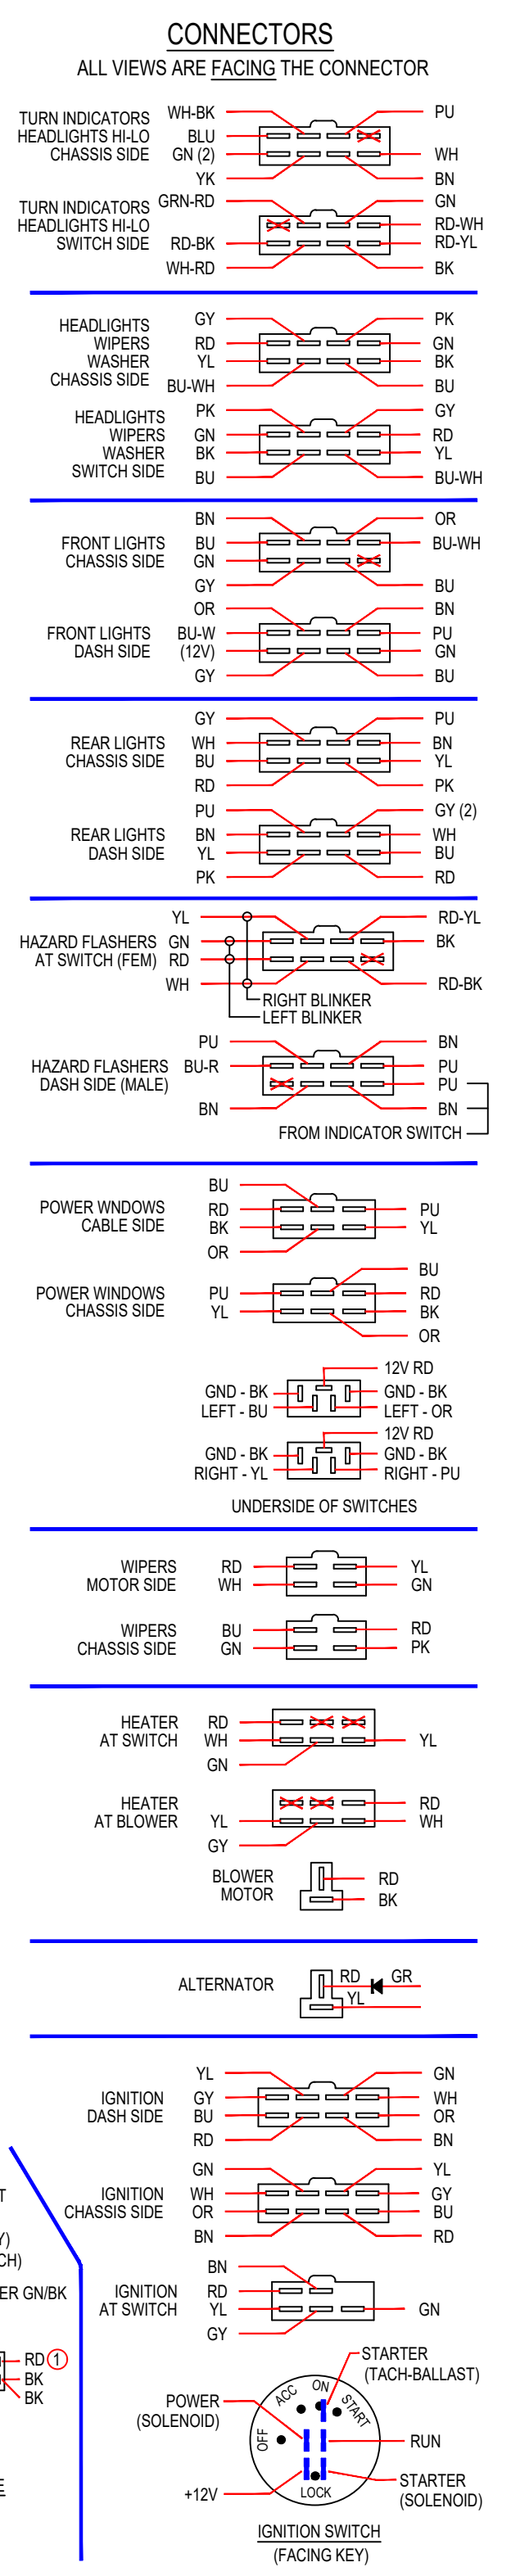 CONNECTORS
ALL VIEWS ARE FACING THE CONNECTOR
TURN INDICATORS WH-BK PU
HEADLIGHTS HI-LO BLU
CHASSIS SIDE GN (2) WH
YK BN
TURN INDICATORS GRN-RD GN
HEADLIGHTS HI-LO RD-WH
SWITCH SIDE RD-BK RD-YL
WH-RD BK
HEADLIGHTS GY PK
WIPERS RD GN
WASHER YL BK
CHASSIS SIDE BU-WH BU
HEADLIGHTS PK GY
WIPERS GN RD
WASHER BK YL
SWITCH SIDE BU BU-WH
BN OR
FRONT LIGHTS BU BU-WH
CHASSIS SIDE GN
GY BU
OR BN
FRONT LIGHTS BU-W PU
DASH SIDE (12V) GN
GY BU
GY PU
REAR LIGHTS WH BN
CHASSIS SIDE BU YL
RD PK
PU GY (2)
REAR LIGHTS BN WH
DASH SIDE YL BU
PK RD
YL RD-YL
HAZARD FLASHERS GN BK
AT SWITCH (FEM) RD
WH RD-BK
RIGHT BLINKER
LEFT BLINKER
PU BN
HAZARD FLASHERS BU-R PU
DASH SIDE (MALE) PU
BN BN
FROM INDICATOR SWITCH
BU
POWER WNDOWS RD PU
CABLE SIDE BK YL
OR
BU
POWER WINDOWS PU RD
CHASSIS SIDE YL BK
OR
12V RD
GND - BK GND - BK
LEFT - BU LEFT - OR
12V RD
GND - BK GND - BK
RIGHT - YL RIGHT - PU
UNDERSIDE OF SWITCHES
WIPERS RD YL
MOTOR SIDE WH GN
WIPERS BU RD
CHASSIS SIDE GN PK
HEATER RD
AT SWITCH WH YL
GN
HEATER RD
AT BLOWER YL WH
GY
BLOWER RD
MOTOR BK
ALTERNATOR RD GR
YL
YL GN
IGNITION GY WH
DASH SIDE BU OR
RD BN
GN YL
IGNITION WH GY
CHASSIS SIDE OR BU
BN RD
BN
IGNITION RD
AT SWITCH YL GN
GY
T
Y)
CH)
ER GN/BK
RD 1
BK
BK
E
STARTER
(TACH-BALLAST)
POWER
(SOLENOID)
OFF ACC ON START
RUN
+12V LOCK
STARTER
(SOLENOID)
IGNITION SWITCH
(FACING KEY)